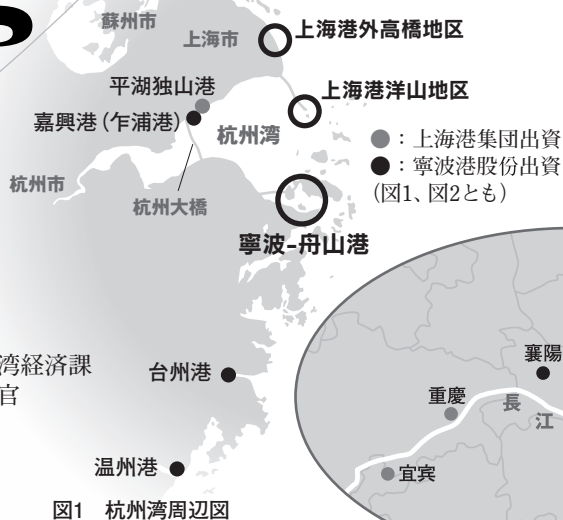 蘇州市
上海市
上海港外高橋地区
平湖独山港
上海港洋山地区
嘉興港(乍浦港)
杭州湾
●：上海港集団出資
●：寧波港股份出資
(図1、図2とも)
杭州市
杭州大橋
寧波-舟山港
湾経済課
官
台州港
襄陽
重慶
長
江
宜宾
温州港
図1　杭州湾周辺図